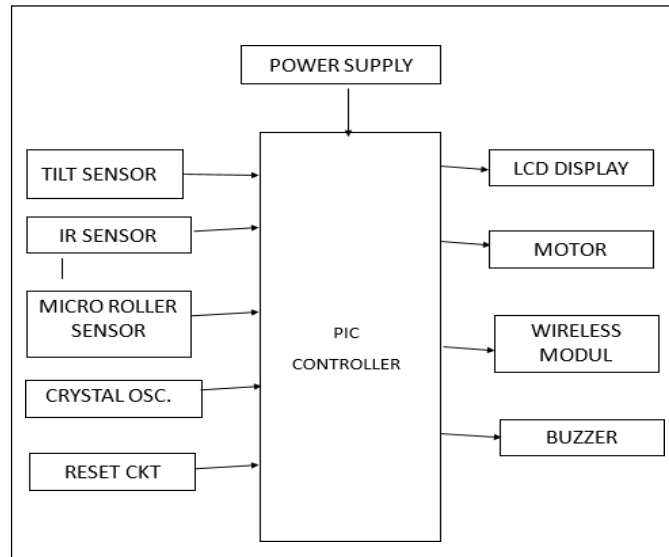 POWER SUPPLY
TILT SENSOR
IR SENSOR
MICRO ROLLER
SENSOR
CRYSTAL OSC.
RESET CKT
PIC
CONTROLLER
LCD DISPLAY
MOTOR
WIRELESS
MODUL
BUZZER